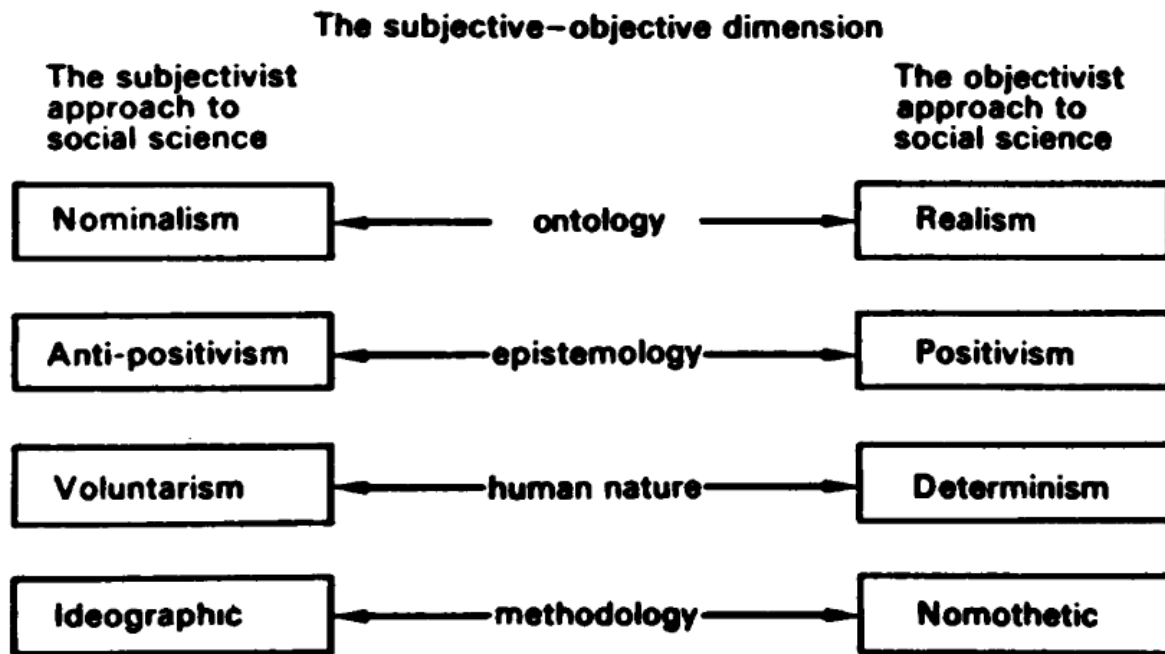 The subjective–objective dimension
The subjectivist
approach to
social science
The objectivist
approach to
social science
Nominalism
ontology
Realism
Anti-positivism
epistemology
Positivism
Voluntarism
human nature
Determinism
Ideographic
methodology
Nomothetic